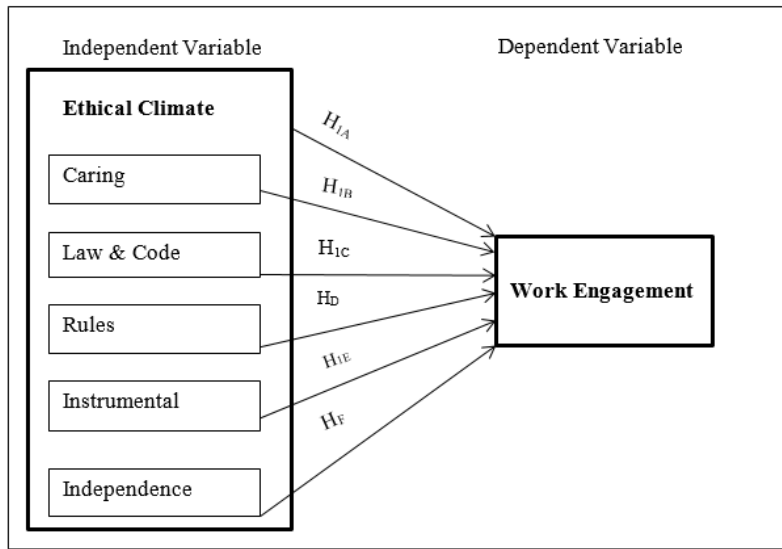 Independent Variable
Dependent Variable
Ethical Climate
H1A
Caring
H1B
Law & Code
H1C
Work Engagement
HD
Rules
H1E
Instrumental
HF
Independence